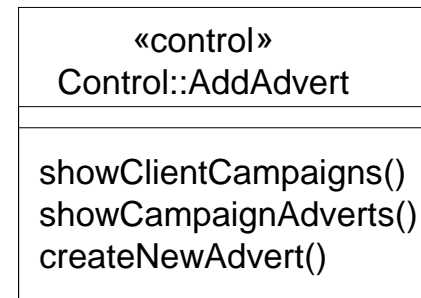 «control»
Control::AddAdvert
showClientCampaigns()
showCampaignAdverts()
createNewAdvert()